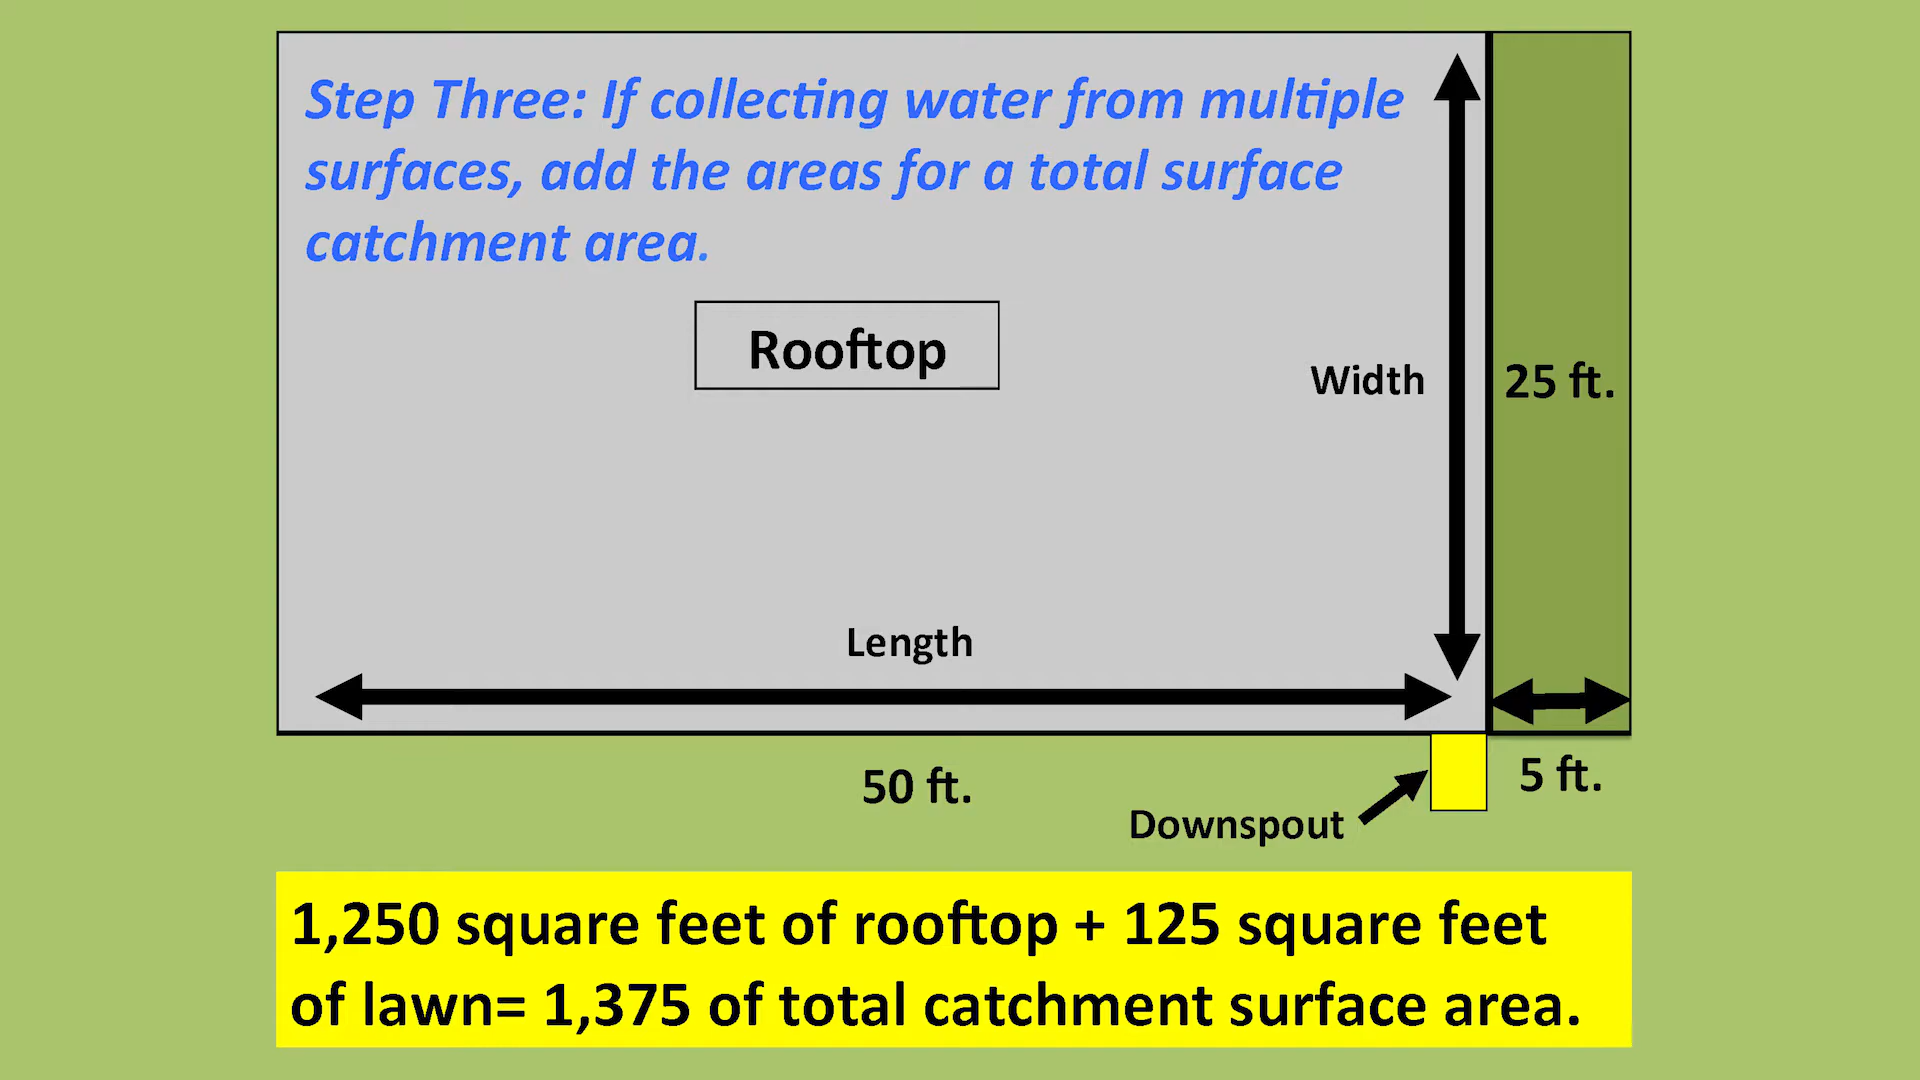 Step Three: If collecting water from multiple
surfaces, add the areas for a total surface
catchment area.
Rooftop
Width
25 ft.
Length
50 ft.
5 ft.
Downspout
1,250 square feet of rooftop + 125 square feet
of lawn= 1,375 of total catchment surface area.